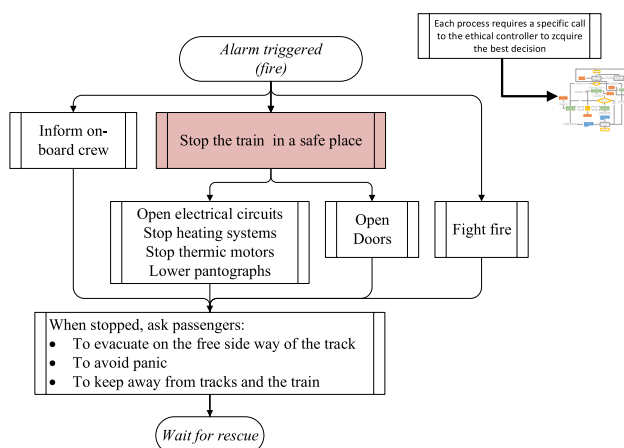 Each process requires a specific call
to the ethical controller to zcquire
the best decision
Alarm triggered
(fire)
Inform on-
board crew
Stop the train in a safe place
Open electrical circuits
Stop heating systems
Stop thermic motors
Lower pantographs
Open
Doors
Fight fire
When stopped, ask passengers:
• To evacuate on the free side way of the track
• To avoid panic
• To keep away from tracks and the train
Wait for rescue